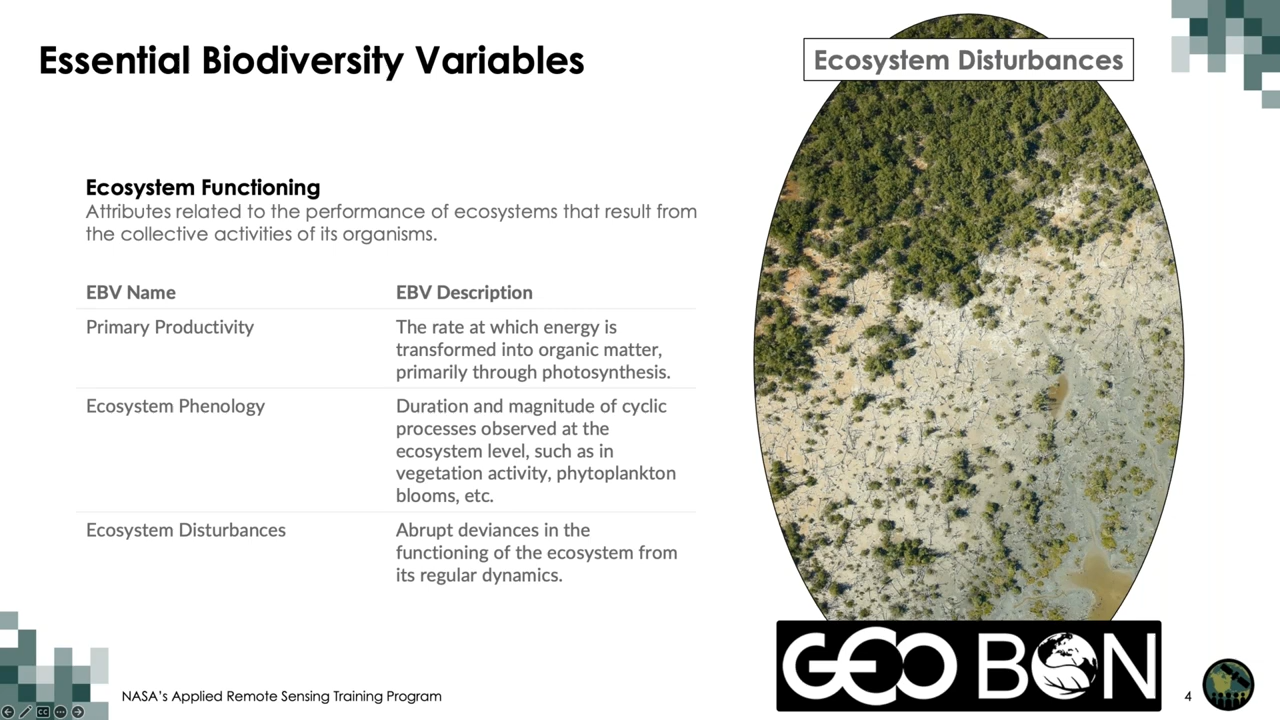 Essential Biodiversity Variables
Ecosystem Disturbances
Ecosystem Functioning
Attributes related to the performance of ecosystems that result from
the collective activities of its organisms.
EBV Name
EBV Description
Primary Productivity
The rate at which energy is
transformed into organic matter,
primarily through photosynthesis.
Ecosystem Phenology
Duration and magnitude of cyclic
processes observed at the
ecosystem level, such as in
vegetation activity, phytoplankton
blooms, etc.
Ecosystem Disturbances
Abrupt deviances in the
functioning of the ecosystem from
its regular dynamics.
GEO BON
NASA's Applied Remote Sensing Training Program
4
CC